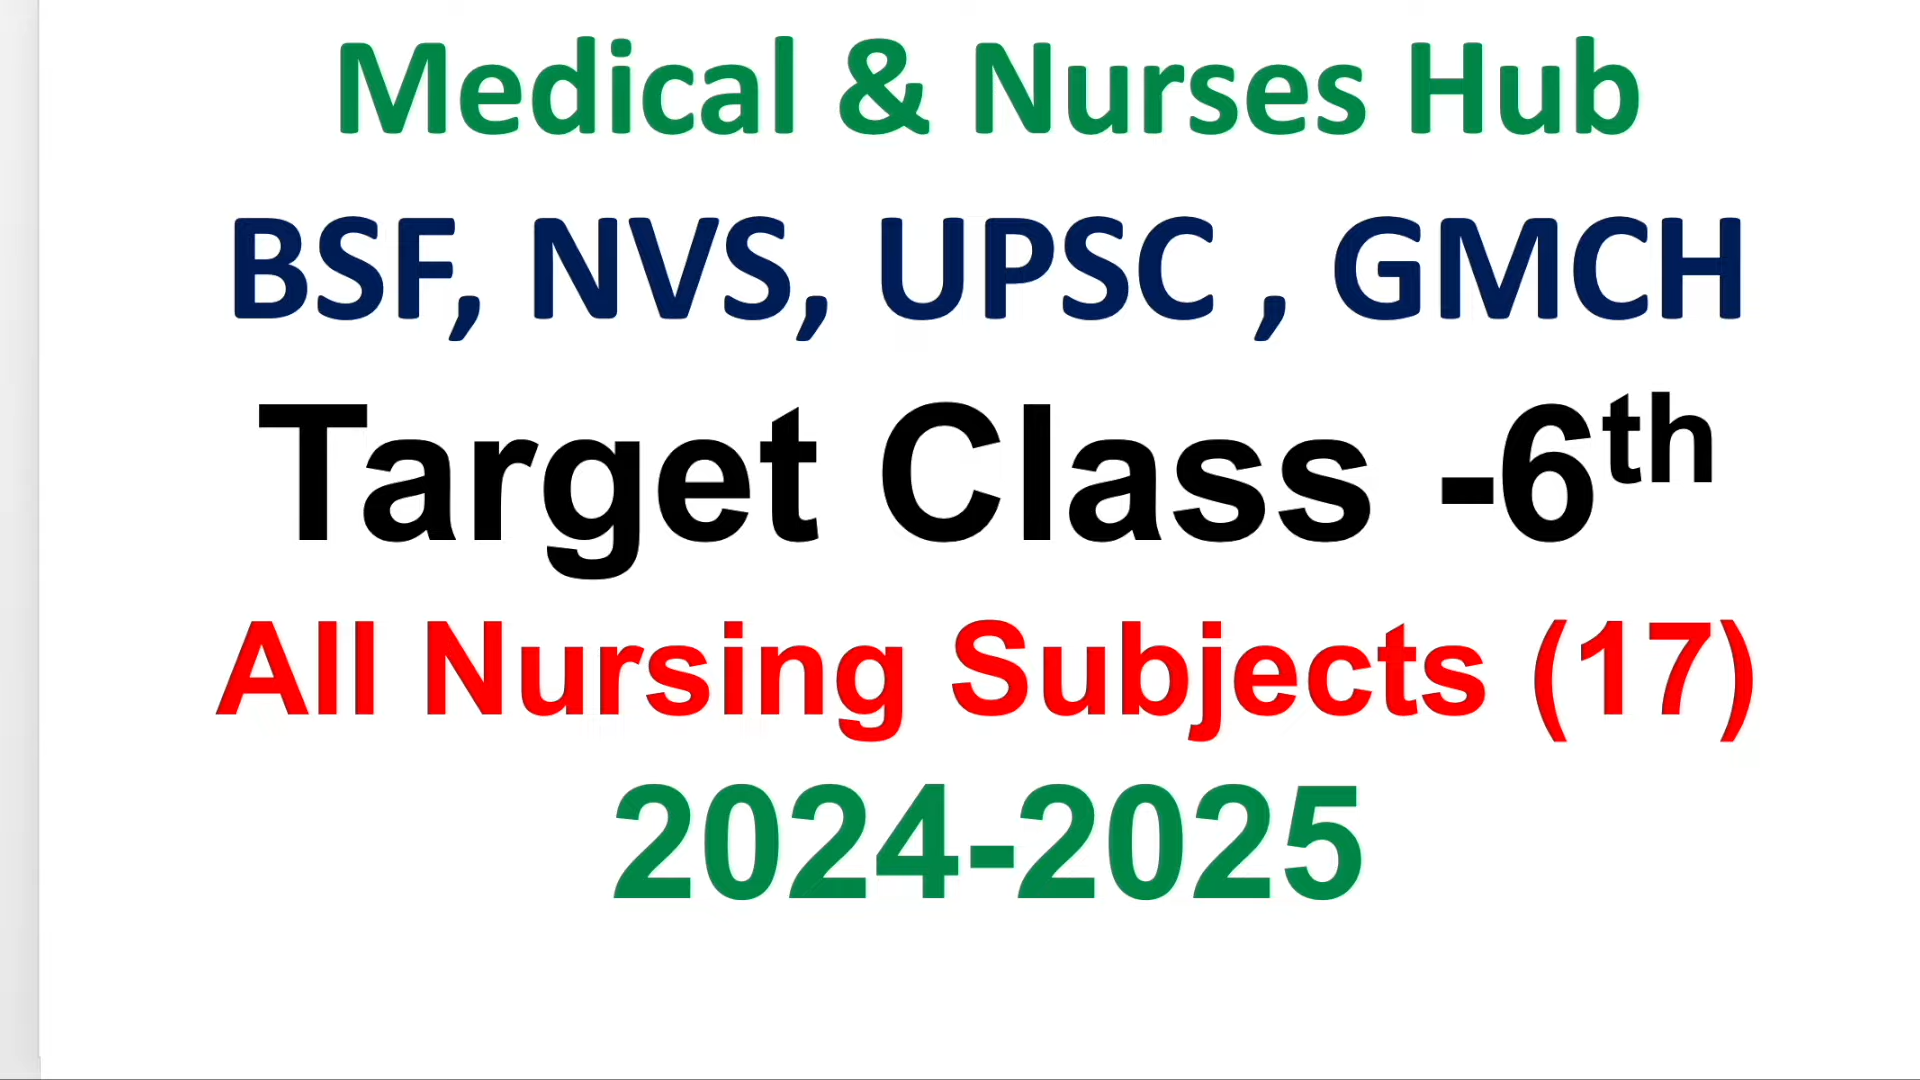 Medical & Nurses Hub
BSF, NVS, UPSC , GMCH
Target Class -6th
All Nursing Subjects (17)
2024-2025